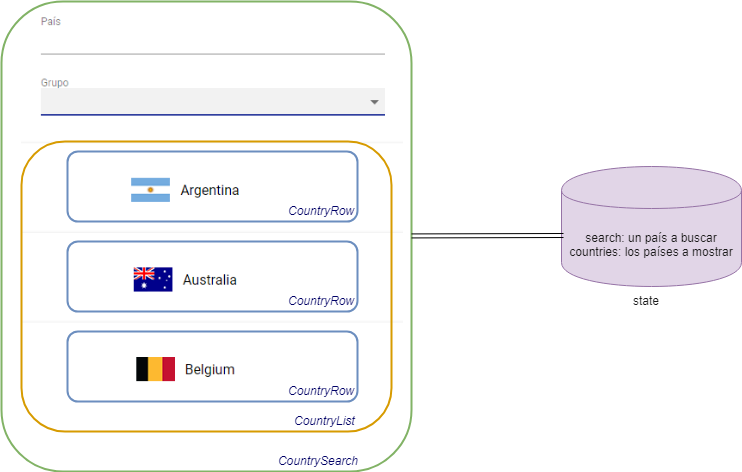 País
Grupo
Argentina
CountryRow
Australia
CountryRow
Belgium
CountryRow
CountryList
CountrySearch
search: un país a buscar
countries: los países a mostrar
state